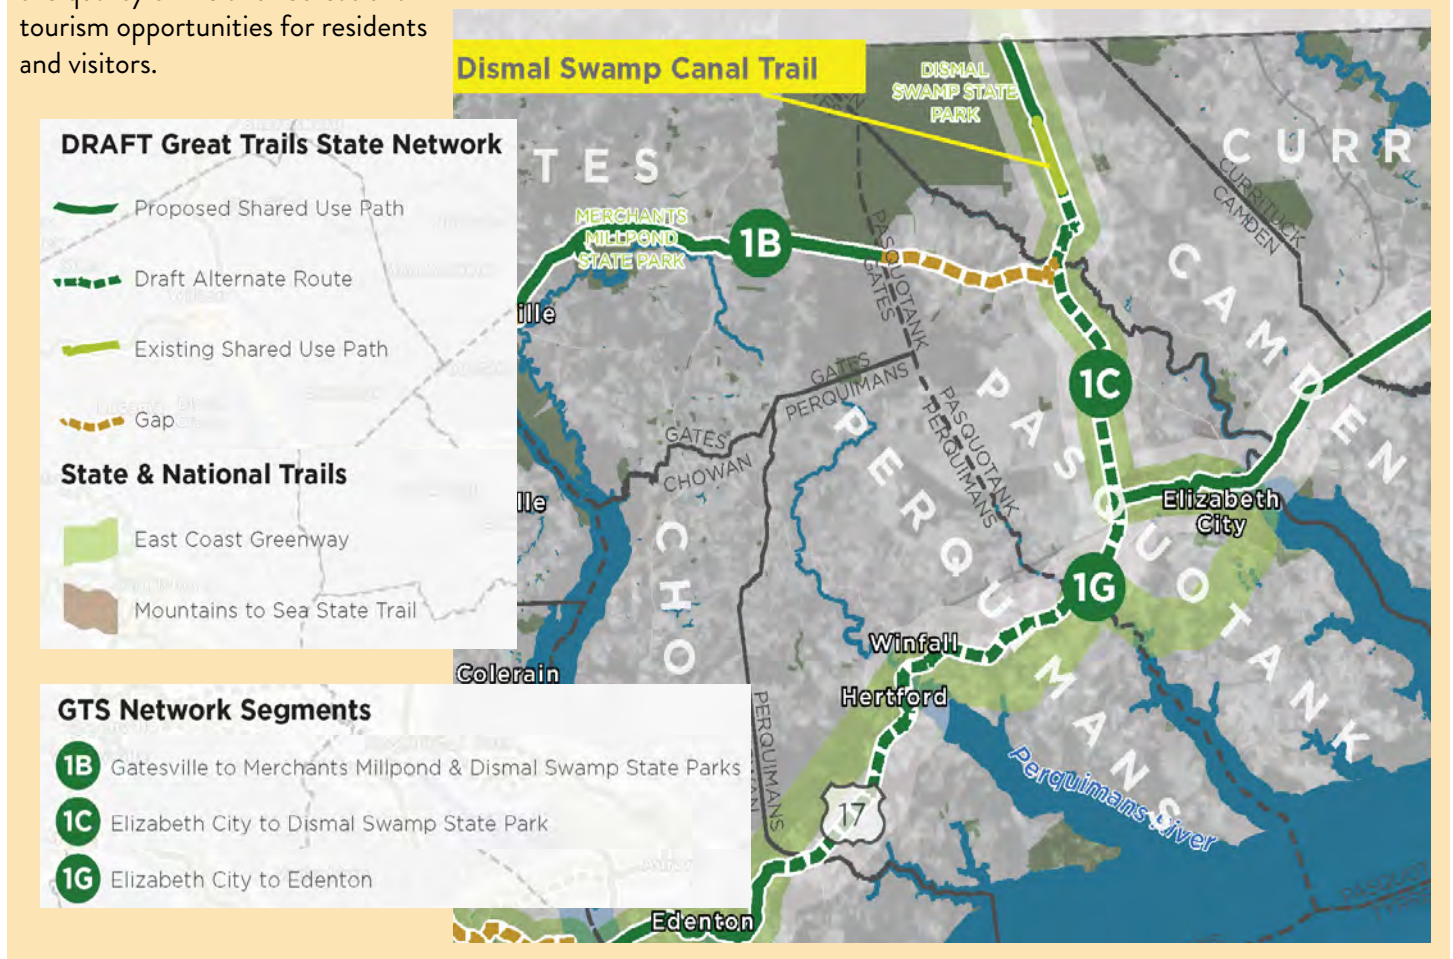 tourism opportunities for residents
and visitors.
Dismal Swamp Canal Trail
DISMAL
SWAMP STATE
PARK
DRAFT Great Trails State Network
Proposed Shared Use Path
Draft Alternate Route
Existing Shared Use Path
Gap
State & National Trails
East Coast Greenway
Mountains to Sea State Trail
GTS Network Segments
1B Gatesville to Merchants Millpond & Dismal Swamp State Parks
1C Elizabeth City to Dismal Swamp State Park
1G Elizabeth City to Edenton
TES
CURR
MERCHANTS
MILLPOND
STATE PARK
1B
PASQUOTANK
GATES
CURRITUCK
CAMDEN
CAMDEN
ille
GATES
PERQUIMANS
1C
PASQUOTANK
PERQUIMANS
PASQUOTANK
PERQUIMANS
GATES
CHOWAN
lle
CHO
Elizabeth
City
1G
Winfall
Hertford
Colerain
PERQUIMANS
17
Perquimans River
Edenton